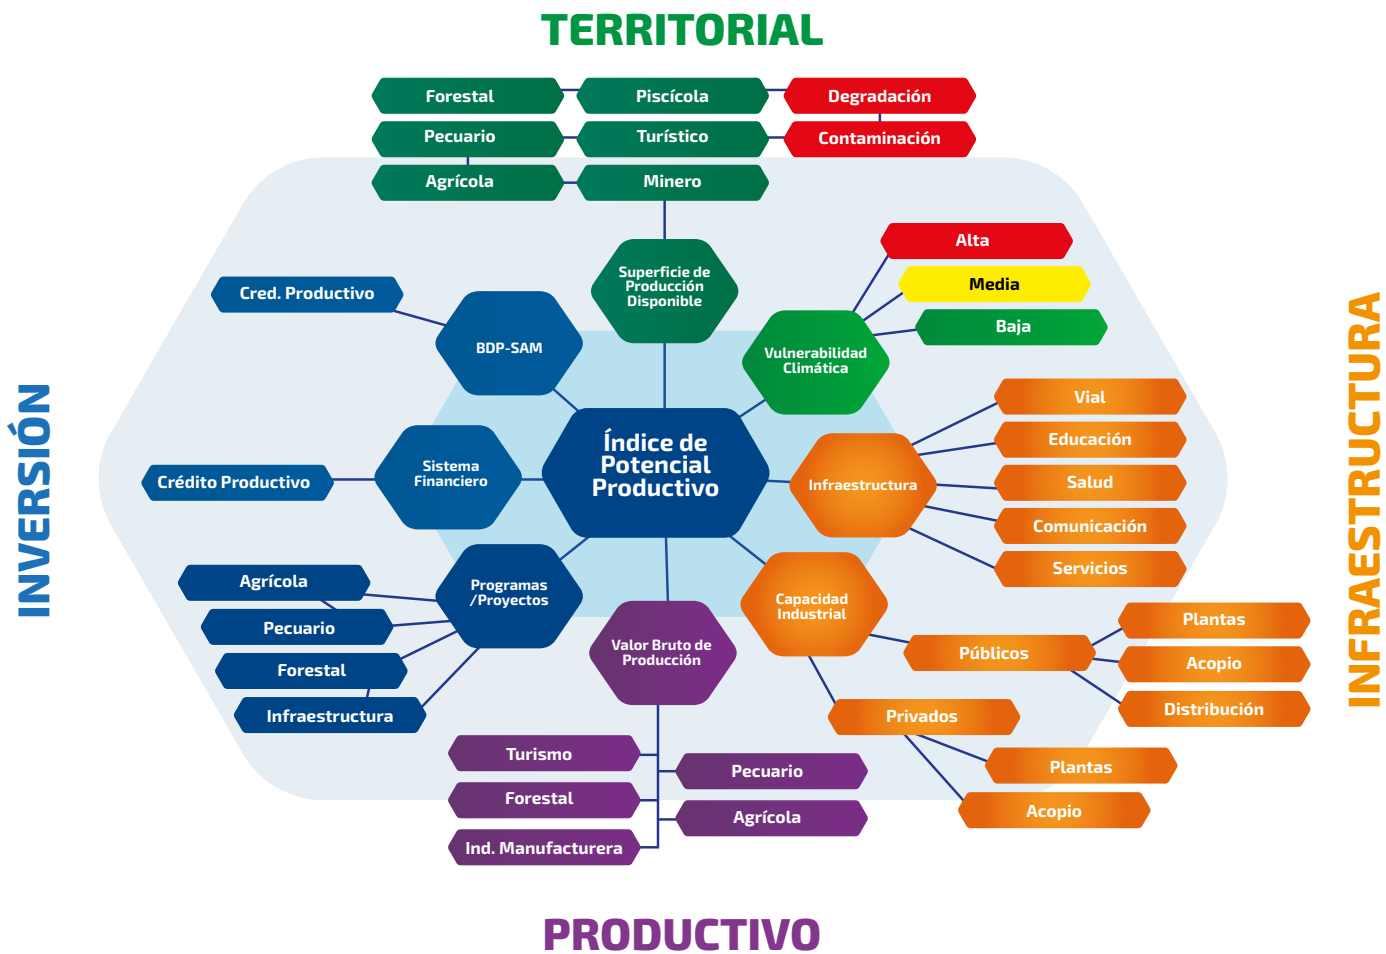 TERRITORIAL
Forestal
Piscícola
Degradación
Pecuario
Turístico
Contaminación
Agrícola
Minero
Superficie de
Producción
Disponible
Alta
Media
Baja
Vulnerabilidad
Climática
Cred. Productivo
BDP-SAM
INVERSIÓN
Crédito Productivo
Sistema
Financiero
Índice de
Potencial
Productivo
Infraestructura
Vial
Educación
Salud
Comunicación
Servicios
INFRAESTRUCTURA
Agrícola
Pecuario
Forestal
Infraestructura
Programas
/Proyectos
Valor Bruto de
Producción
Capacidad
Industrial
Públicos
Plantas
Acopio
Distribución
Privados
Plantas
Acopio
Turismo
Forestal
Ind. Manufacturera
Pecuario
Agrícola
PRODUCTIVO